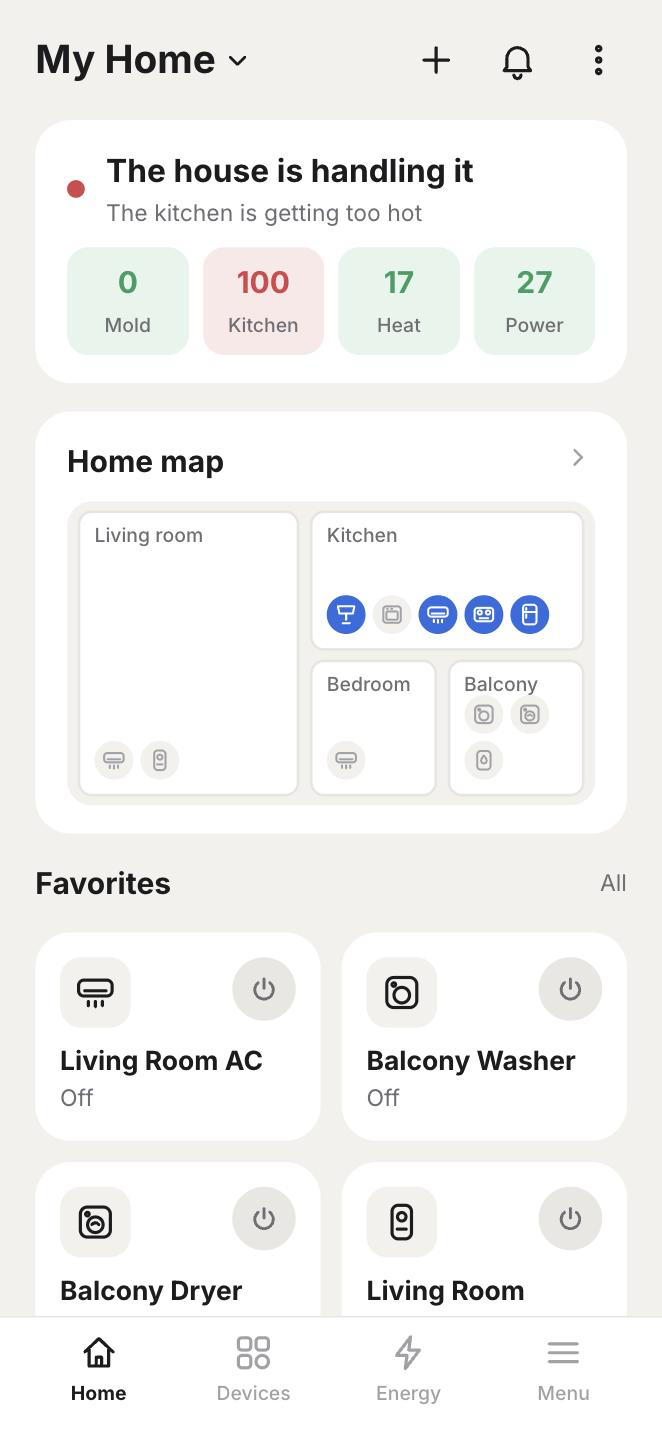 My Home
The house is handling it
The kitchen is getting too hot
0 100 17 27
Mold Kitchen Heat Power
Home map
Living room Kitchen
Bedroom Balcony
Favorites All
Living Room AC Balcony Washer
Off Off
Balcony Dryer Living Room
Home Devices Energy Menu